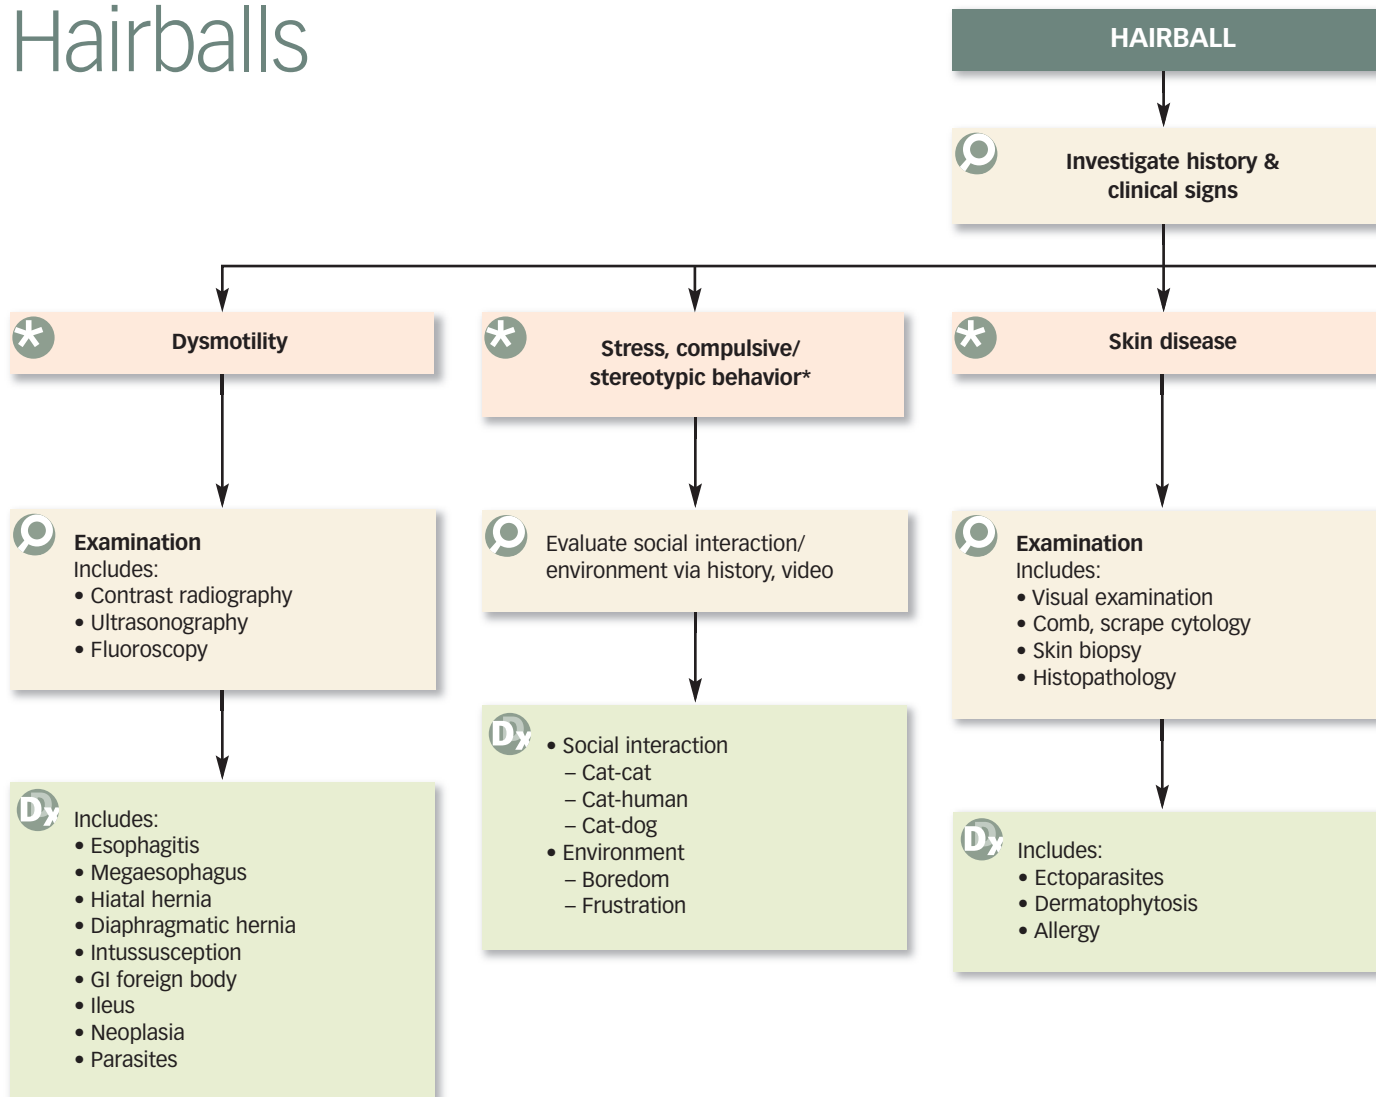 Hairballs
HAIRBALL
Investigate history &
clinical signs
Dysmotility
Stress, compulsive/
stereotypic behavior*
Skin disease
Examination
Includes:
• Contrast radiography
• Ultrasonography
• Fluoroscopy
Evaluate social interaction/
environment via history, video
Examination
Includes:
• Visual examination
• Comb, scrape cytology
• Skin biopsy
• Histopathology
Dx
Includes:
• Esophagitis
• Megaesophagus
• Hiatal hernia
• Diaphragmatic hernia
• Intussusception
• GI foreign body
• Ileus
• Neoplasia
• Parasites
Dx
• Social interaction
– Cat-cat
– Cat-human
– Cat-dog
• Environment
– Boredom
– Frustration
Dx
Includes:
• Ectoparasites
• Dermatophytosis
• Allergy